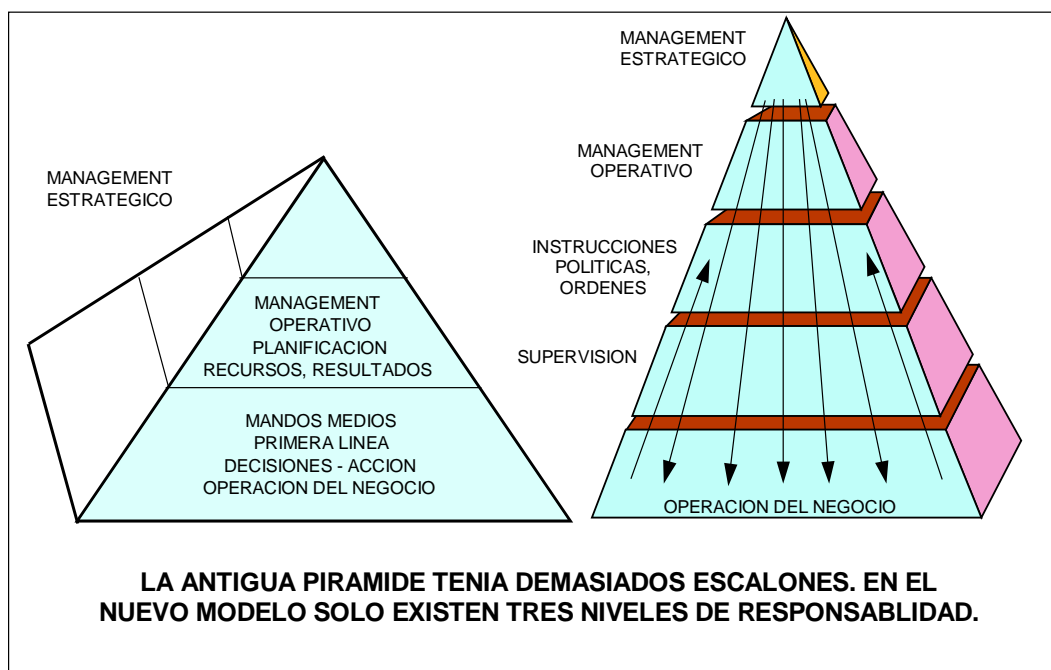 MANAGEMENT
ESTRATEGICO
MANAGEMENT
OPERATIVO
PLANIFICACION
RECURSOS, RESULTADOS
MANDOS MEDIOS
PRIMERA LINEA
DECISIONES - ACCION
OPERACION DEL NEGOCIO
MANAGEMENT
ESTRATEGICO
MANAGEMENT
OPERATIVO
INSTRUCCIONES
POLITICAS,
ORDENES
SUPERVISION
OPERACION DEL NEGOCIO
LA ANTIGUA PIRAMIDE TENIA DEMASIADOS ESCALONES. EN EL
NUEVO MODELO SOLO EXISTEN TRES NIVELES DE RESPONSABLIDAD.